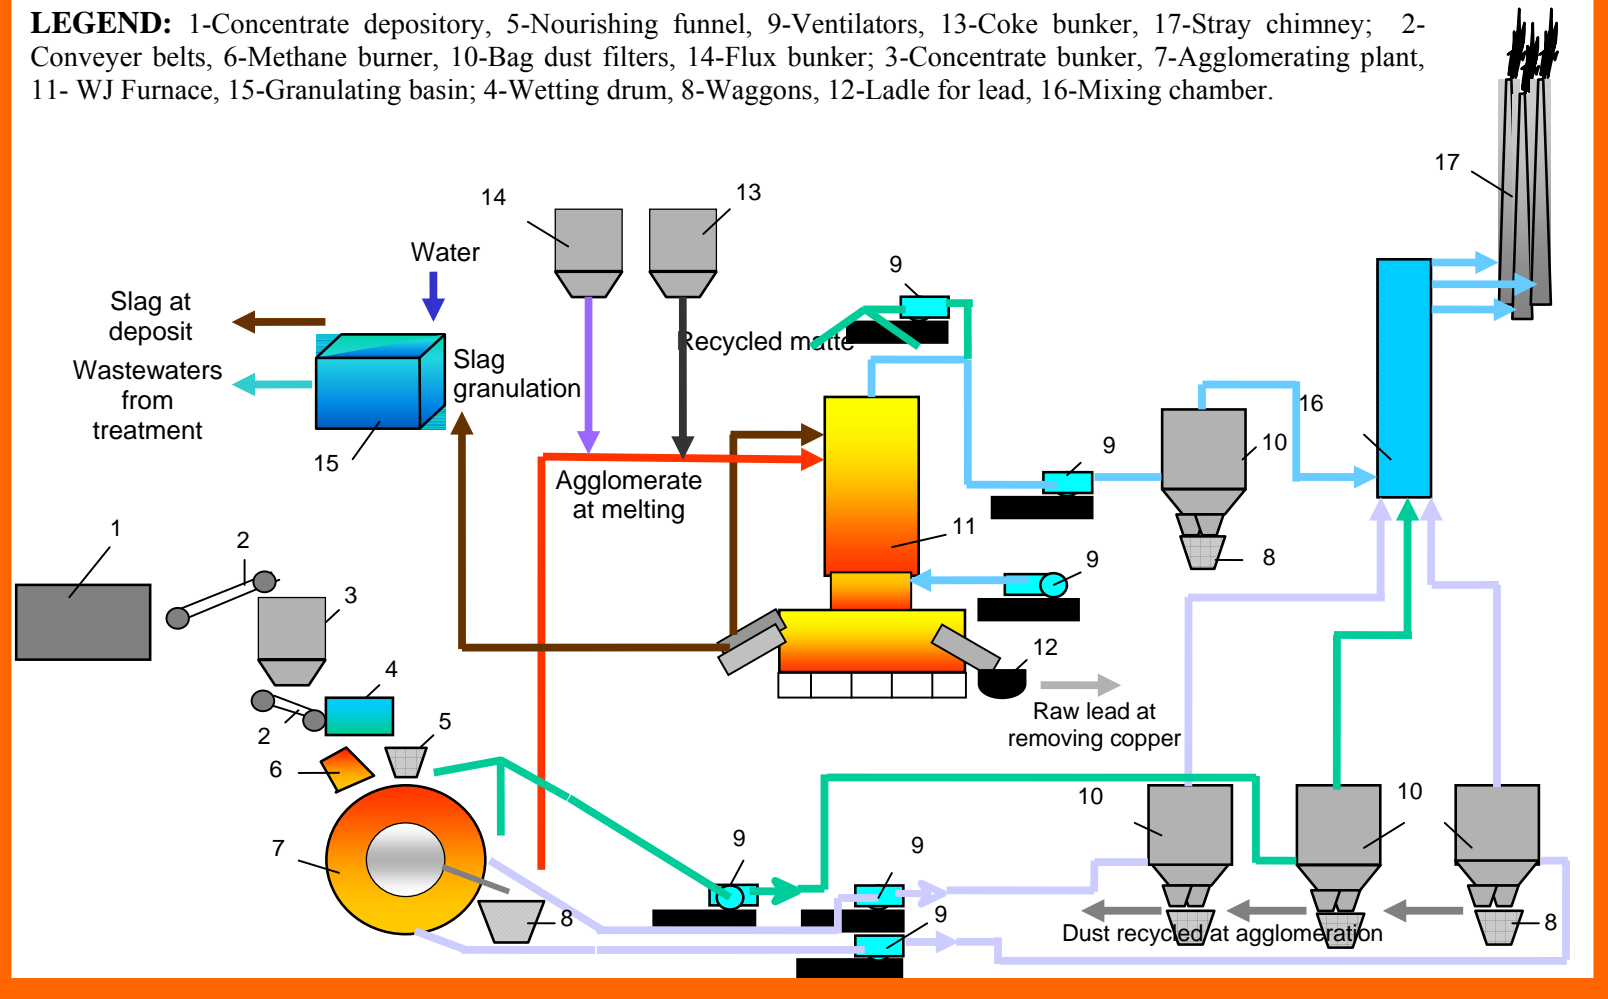 LEGEND: 1-Concentrate depository, 5-Nourishing funnel, 9-Ventilators, 13-Coke bunker, 17-Stray chimney; 2-
Conveyer belts, 6-Methane burner, 10-Bag dust filters, 14-Flux bunker; 3-Concentrate bunker, 7-Agglomerating plant,
11- WJ Furnace, 15-Granulating basin; 4-Wetting drum, 8-Waggons, 12-Ladle for lead, 16-Mixing chamber.
17
14
13
Water
9
Slag at
deposit
Recycled matte
Slag
granulation
Wastewaters
from
treatment
16
15
9
10
Agglomerate
at melting
1
2
11
8
9
3
12
4
Raw lead at
removing copper
5
2
6
10
10
7
9
9
8
9
8
Dust recycled at agglomeration